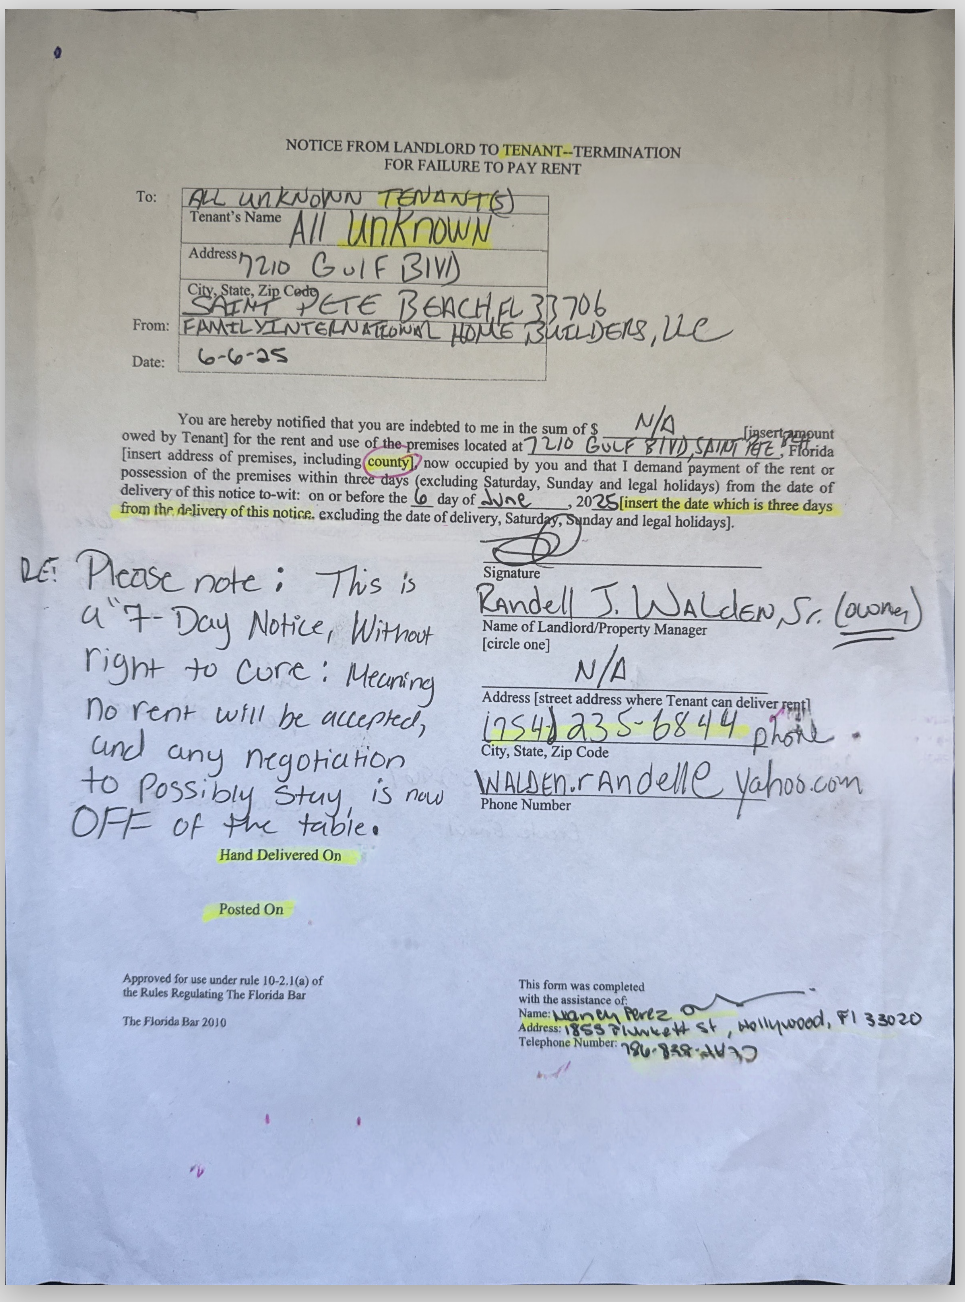 NOTICE FROM LANDLORD TO TENANT--TERMINATION
FOR FAILURE TO PAY RENT
To: ALL UNKNOWN TENANT(S)
Tenant's Name All UNKNOWN
Address 7210 GULF BLVD
City, State, Zip Code SAINT PETE BEACH, FL 33706
From: FAMILY INTERNATIONAL HOME BUILDERS, LLC
Date: 6-6-25
You are hereby notified that you are indebted to me in the sum of $ N/A [insert amount
owed by Tenant] for the rent and use of the premises located at 7210 GULF BLVD, SAINT PETE, Florida
[insert address of premises, including county], now occupied by you and that I demand payment of the rent or
possession of the premises within three days (excluding Saturday, Sunday and legal holidays) from the date of
delivery of this notice to-wit: on or before the 6 day of June, 2025 [insert the date which is three days
from the delivery of this notice, excluding the date of delivery, Saturday, Sunday and legal holidays].
Signature
Randell J. WALDEN, Sr. (owner)
Name of Landlord/Property Manager
[circle one]
N/A
Address [street address where Tenant can deliver rent]
(754) 235-6844 phone.
City, State, Zip Code
WALDEN.rANdelle yahoo.com
Phone Number
RE: Please note: This is
a "7-Day Notice, Without
right to cure: Meaning
no rent will be accepted,
and any negotiation
to possibly stay, is now
OFF of the table.
Hand Delivered On
Posted On
Approved for use under rule 10-2.1(a) of
the Rules Regulating The Florida Bar
The Florida Bar 2010
This form was completed
with the assistance of:
Name: Nancy Perez
Address: 1853 Plunkett St, Hollywood, Fl 33020
Telephone Number: 786-838-